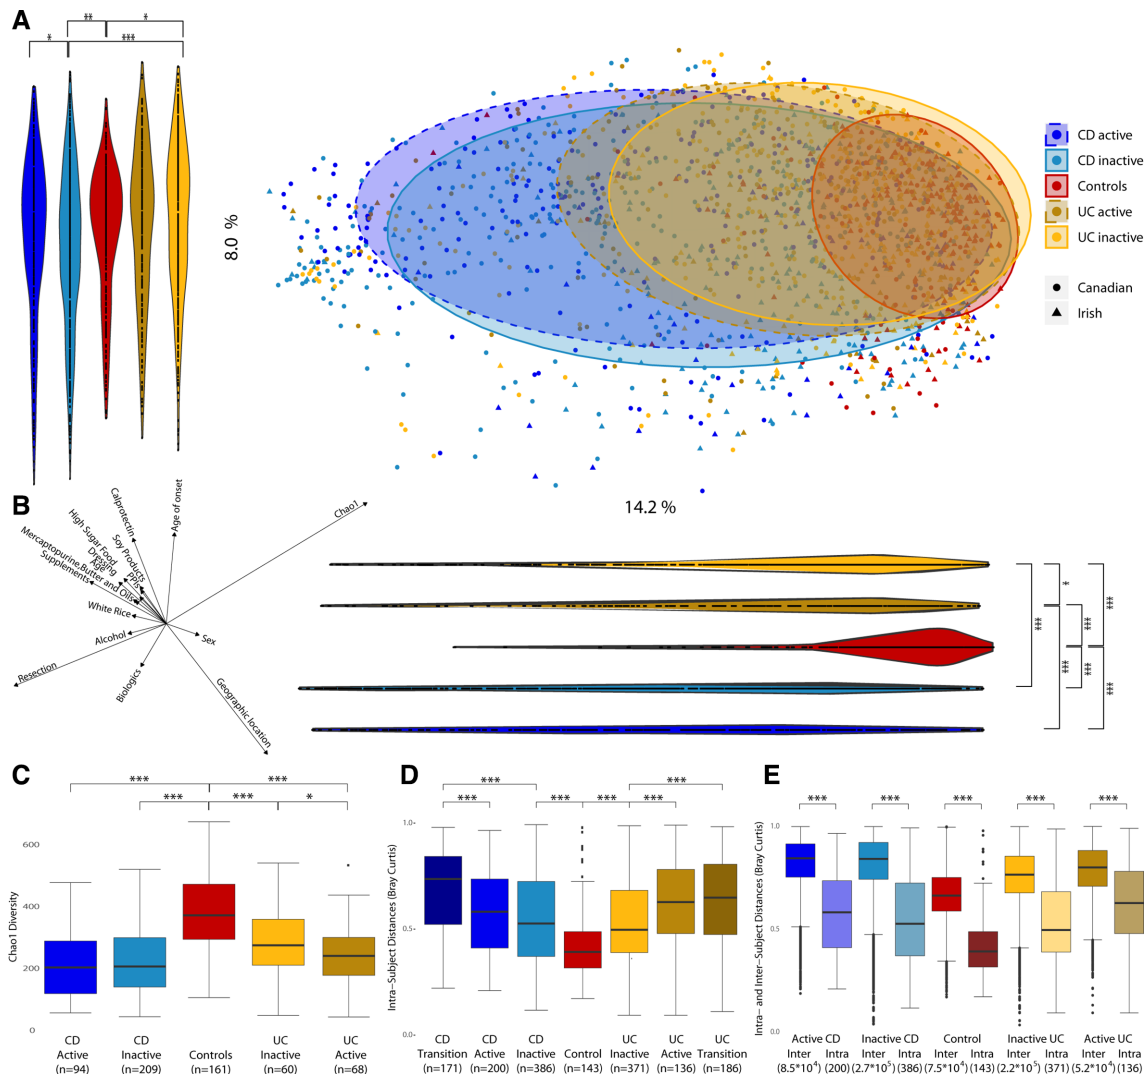 A
*
**
*
***
8.0 %
14.2 %
CD active
CD inactive
Controls
UC active
UC inactive
Canadian
Irish
B
Calprotectin
Age of onset
Chao1
High Sugar Food
Soy Products
Mercaptopurine
Dressing
Butter and Oils
Age
PPIs
Supplements
White Rice
Alcohol
Sex
Resection
Biologics
Geographic location
***
*
***
***
***
***
***
C
***
***
***
***
*
Chao1 Diversity
600
400
200
0
CD
Active
(n=94)
CD
Inactive
(n=209)
Controls
(n=161)
UC
Inactive
(n=60)
UC
Active
(n=68)
D
***
***
***
***
***
***
Intra-Subject Distances (Bray Curtis)
1.0
0.5
0.0
CD
Transition
(n=171)
CD
Active
(n=200)
CD
Inactive
(n=386)
Control
(n=143)
UC
Inactive
(n=371)
UC
Active
(n=136)
UC
Transition
(n=186)
E
***
***
***
***
***
Intra- and Inter-Subject Distances (Bray Curtis)
1.0
0.5
0.0
Active CD
Inter Intra
(8.5*10⁴) (200)
Inactive CD
Inter Intra
(2.7*10⁵) (386)
Control
Inter Intra
(7.5*10⁴) (143)
Inactive UC
Inter Intra
(2.2*10⁵) (371)
Active UC
Inter Intra
(5.2*10⁴) (136)